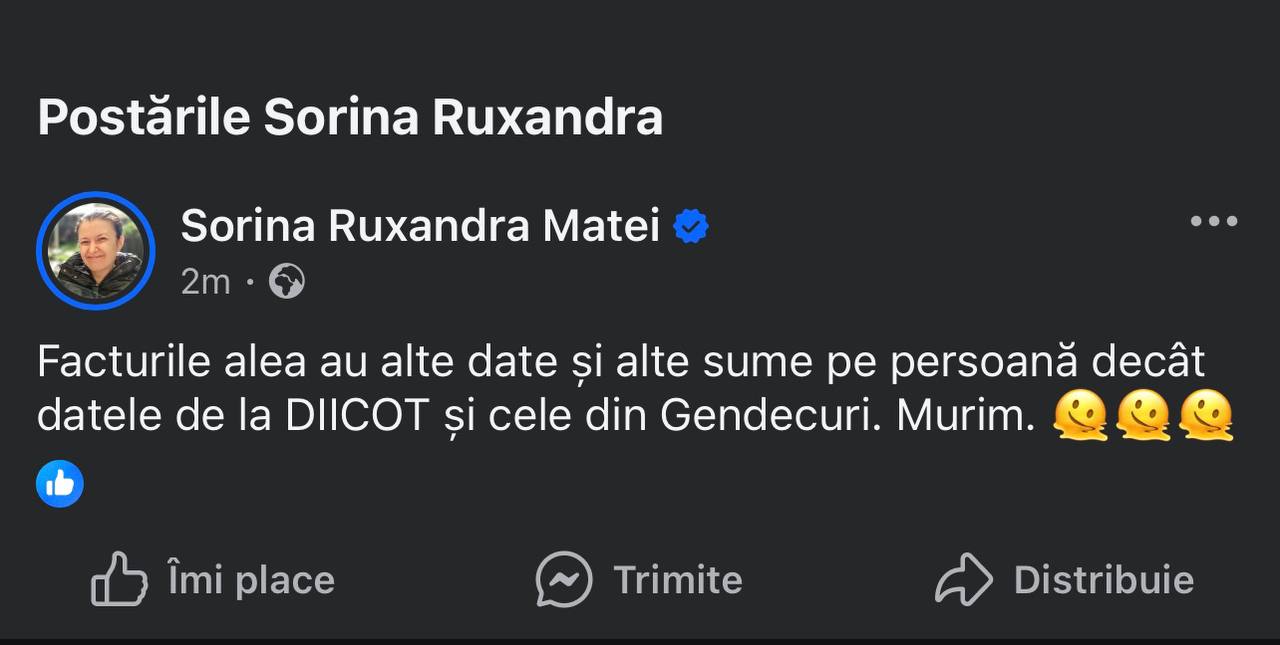 Postările Sorina Ruxandra
Sorina Ruxandra Matei
2m ·
Facturile alea au alte date și alte sume pe persoană decât
datele de la DIICOT și cele din Gendecuri. Murim. 🫠🫠🫠
Îmi place
Trimite
Distribuie